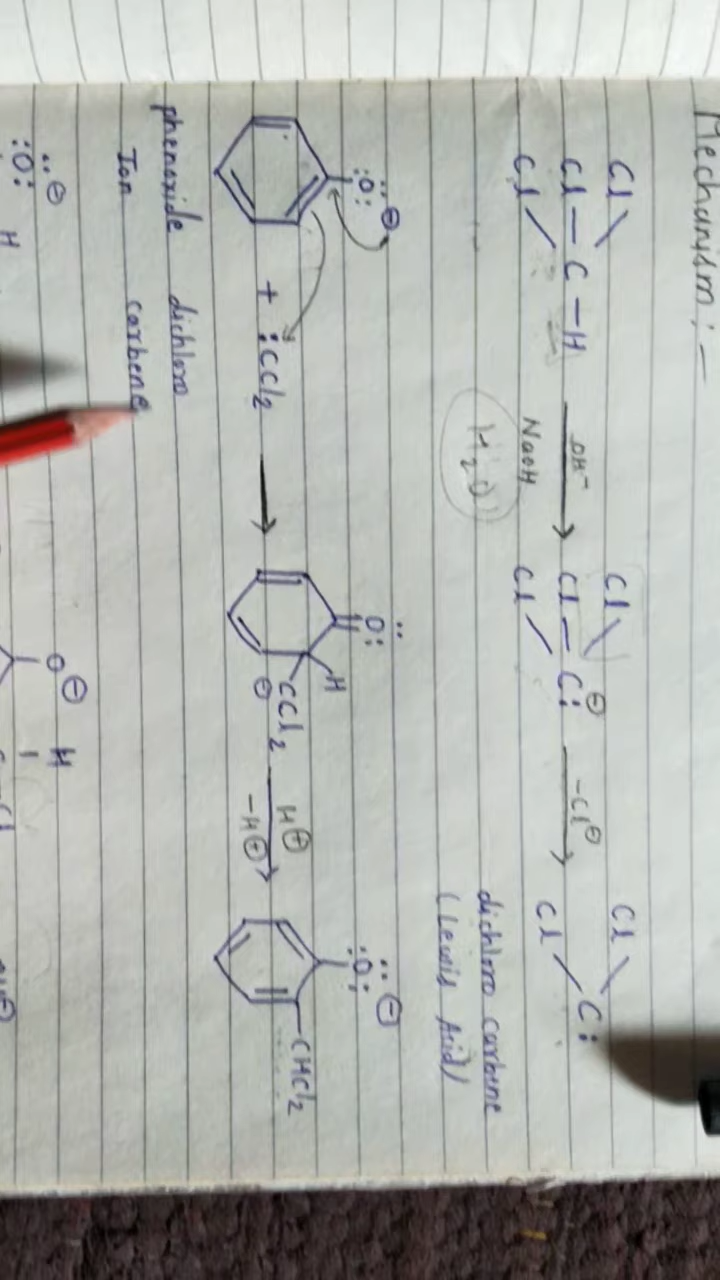 Mechanism :-
Cl Cl Cl
Cl — C — H OH⁻ Cl — C:⊖ -Cl⊖ C:
Cl NaOH Cl Cl
H₂O
dichloro carbene
(Lewis Acid)
:Ö:⊖ Ö: :Ö:⊖
H
+ :CCl₂ CCl₂⊖ H⊕ CHCl₂
-H⊕
phenoxide dichloro
Ion carbene
:Ö:⊖ H O⊖ H